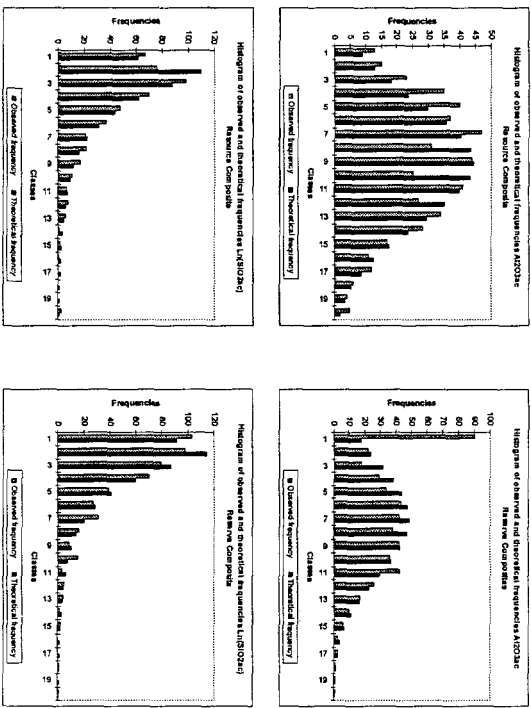 Histogram of observed and theoretical frequencies Al2O3ac
Resource Composite
Frequencies
50
45
40
35
30
25
20
15
10
5
0
1 3 5 7 9 11 13 15 17 19
Classes
Observed frequency Theoretical frequency
Histogram of observed and theoretical frequencies Al2O3ac
Reserve Composites
Frequencies
100
90
80
70
60
50
40
30
20
10
0
1 3 5 7 9 11 13 15 17 19
Classes
Observed frequency Theoretical frequency
Histogram of observed and theoretical frequencies Ln(SiO2ac)
Resource Composite
Frequencies
120
100
80
60
40
20
0
1 3 5 7 9 11 13 15 17 19
Classes
Observed frequency Theoretical frequency
Histogram of observed and theoretical frequencies Ln(SiO2ac)
Reserve Composite
Frequencies
120
100
80
60
40
20
0
1 3 5 7 9 11 13 15 17 19
Classes
Observed frequency Theoretical frequency